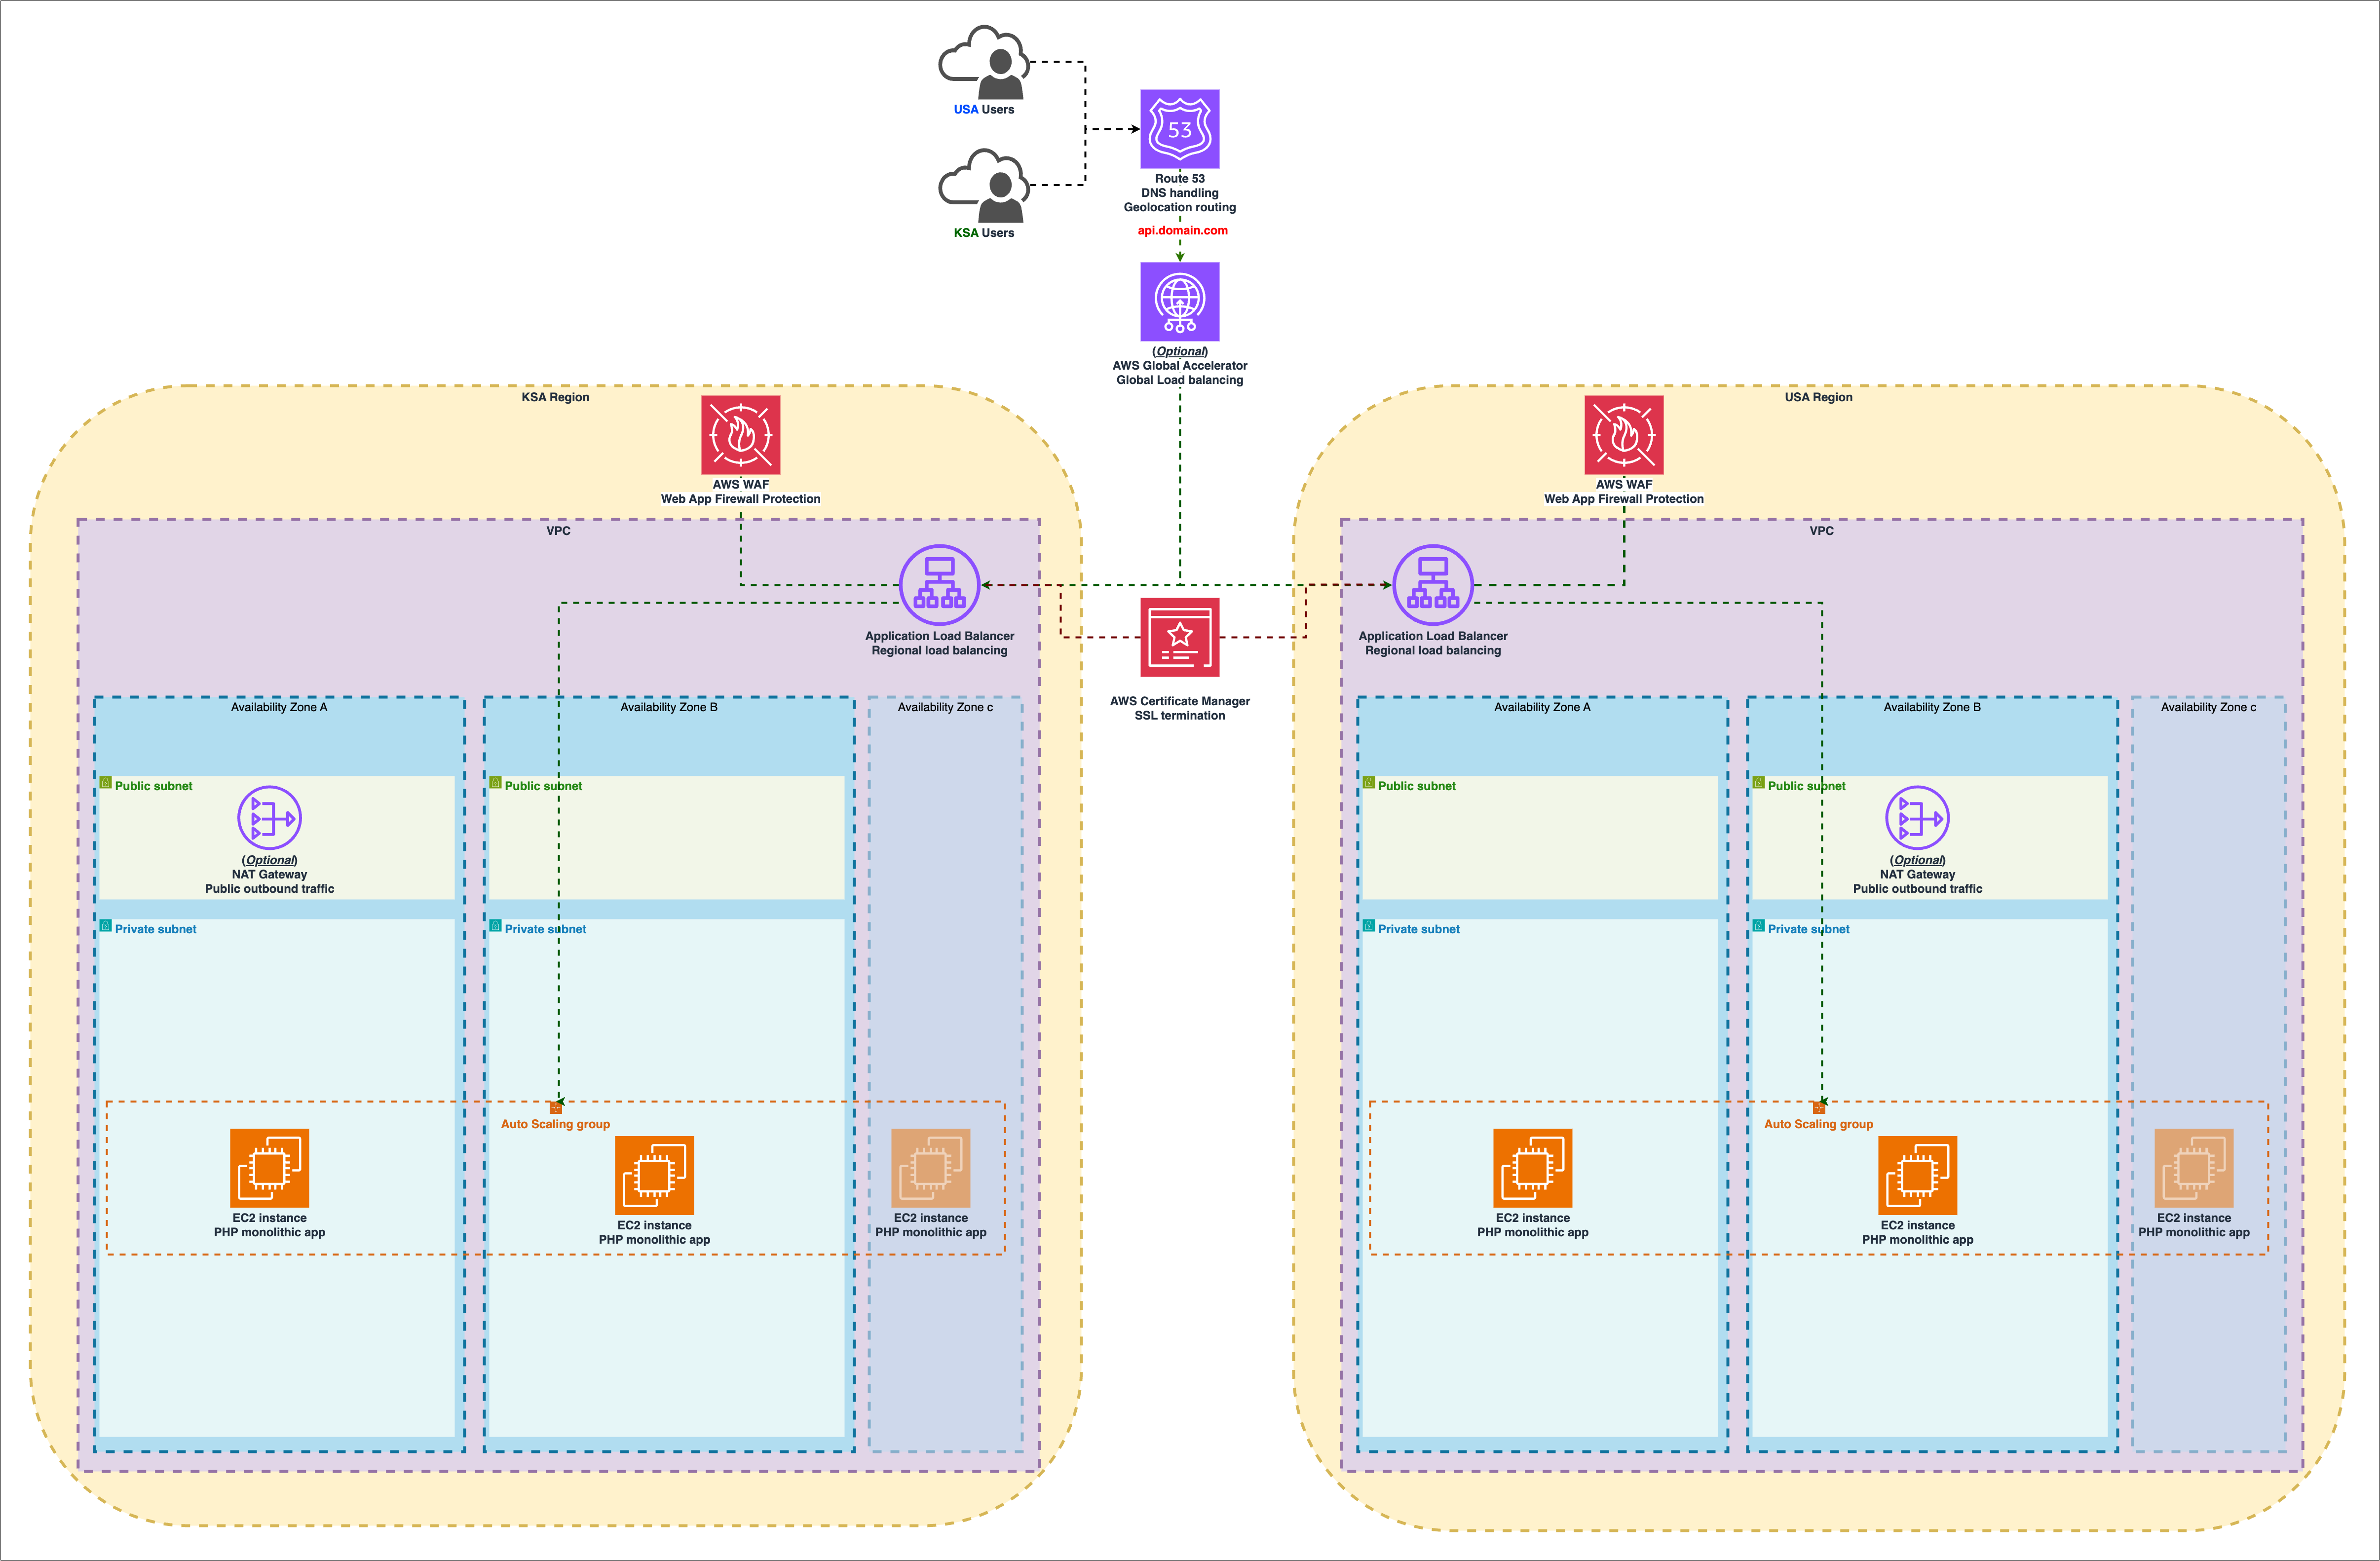 USA Users
KSA Users
53
Route 53
DNS handling
Geolocation routing
api.domain.com
(Optional)
AWS Global Accelerator
Global Load balancing
KSA Region
AWS WAF
Web App Firewall Protection
VPC
Application Load Balancer
Regional load balancing
AWS Certificate Manager
SSL termination
Availability Zone A
Availability Zone B
Availability Zone c
Public subnet
(Optional)
NAT Gateway
Public outbound traffic
Public subnet
Private subnet
Private subnet
Auto Scaling group
EC2 instance
PHP monolithic app
EC2 instance
PHP monolithic app
EC2 instance
PHP monolithic app
USA Region
AWS WAF
Web App Firewall Protection
VPC
Application Load Balancer
Regional load balancing
Availability Zone A
Availability Zone B
Availability Zone c
Public subnet
Public subnet
(Optional)
NAT Gateway
Public outbound traffic
Private subnet
Private subnet
Auto Scaling group
EC2 instance
PHP monolithic app
EC2 instance
PHP monolithic app
EC2 instance
PHP monolithic app